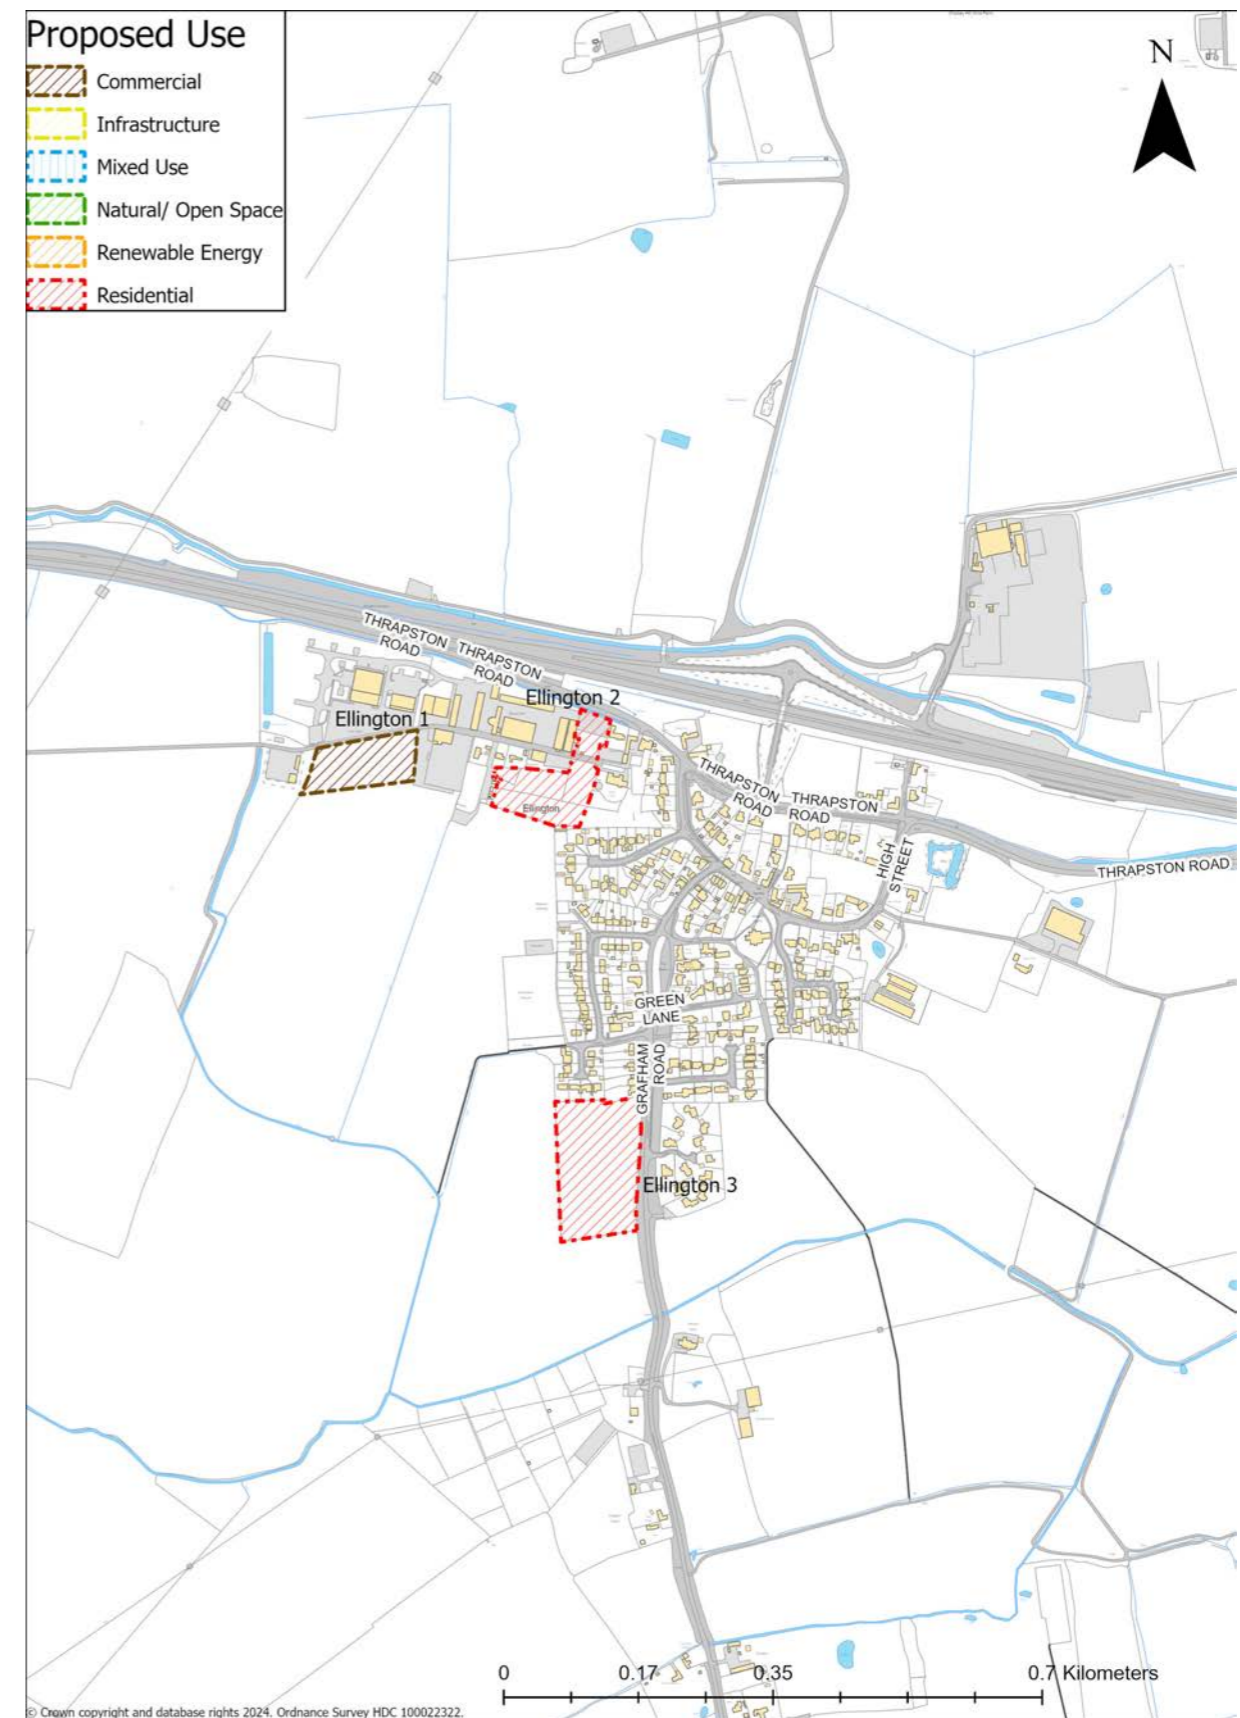 Proposed Use
Commercial
Infrastructure
Mixed Use
Natural/ Open Space
Renewable Energy
Residential
N
THRAPSTON
ROAD
THRAPSTON
ROAD
Ellington 2
Ellington 1
Ellington
THRAPSTON
ROAD
THRAPSTON
ROAD
HIGH
STREET
THRAPSTON ROAD
GREEN
LANE
GRAFHAM
ROAD
Ellington 3
0 0.17 0.35 0.7 Kilometers
© Crown copyright and database rights 2024. Ordnance Survey HDC 100022322.